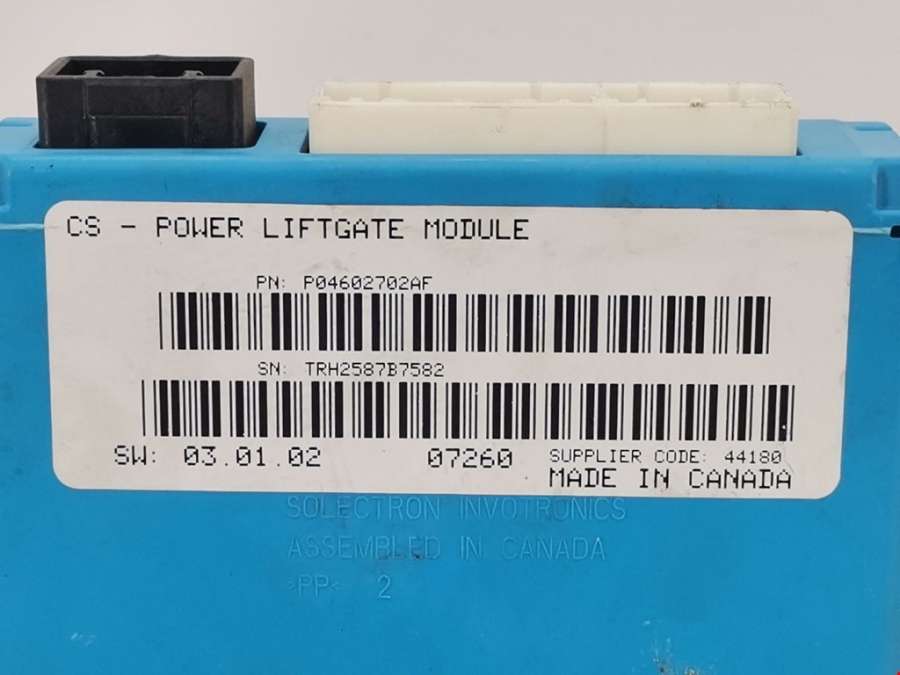 CS - POWER LIFTGATE MODULE
PN: P04602702AF
SN: TRH2587B7582
SW: 03.01.02 07260 SUPPLIER CODE: 44180
MADE IN CANADA
SOLECTRON INVOTRONICS
ASSEMBLED IN CANADA
>PP< 2